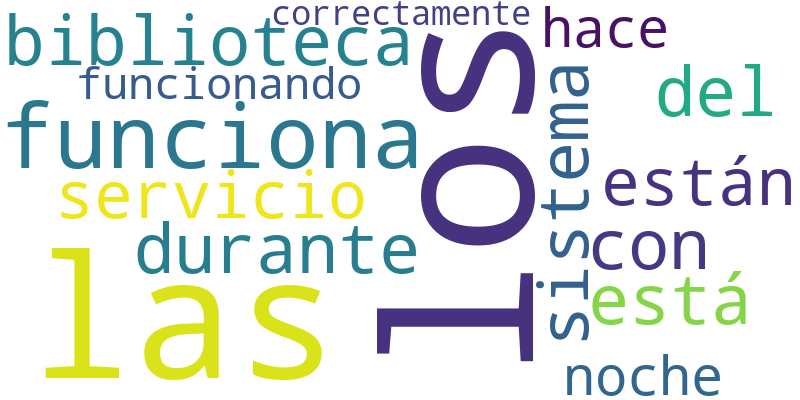 correctamente
biblioteca
hace
funcionando
los
sistema
del
funciona
están
servicio
durante
con
las
está
noche